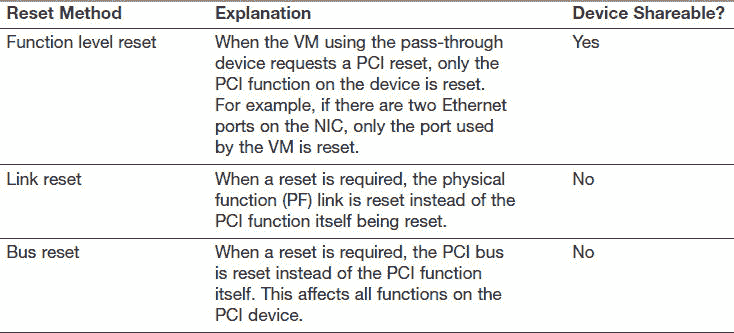 Reset Method Explanation Device Shareable?
Function level reset When the VM using the pass-through Yes
device requests a PCI reset, only the
PCI function on the device is reset.
For example, if there are two Ethernet
ports on the NIC, only the port used
by the VM is reset.
Link reset When a reset is required, the physical No
function (PF) link is reset instead of the
PCI function itself being reset.
Bus reset When a reset is required, the PCI bus No
is reset instead of the PCI function
itself. This affects all functions on the
PCI device.